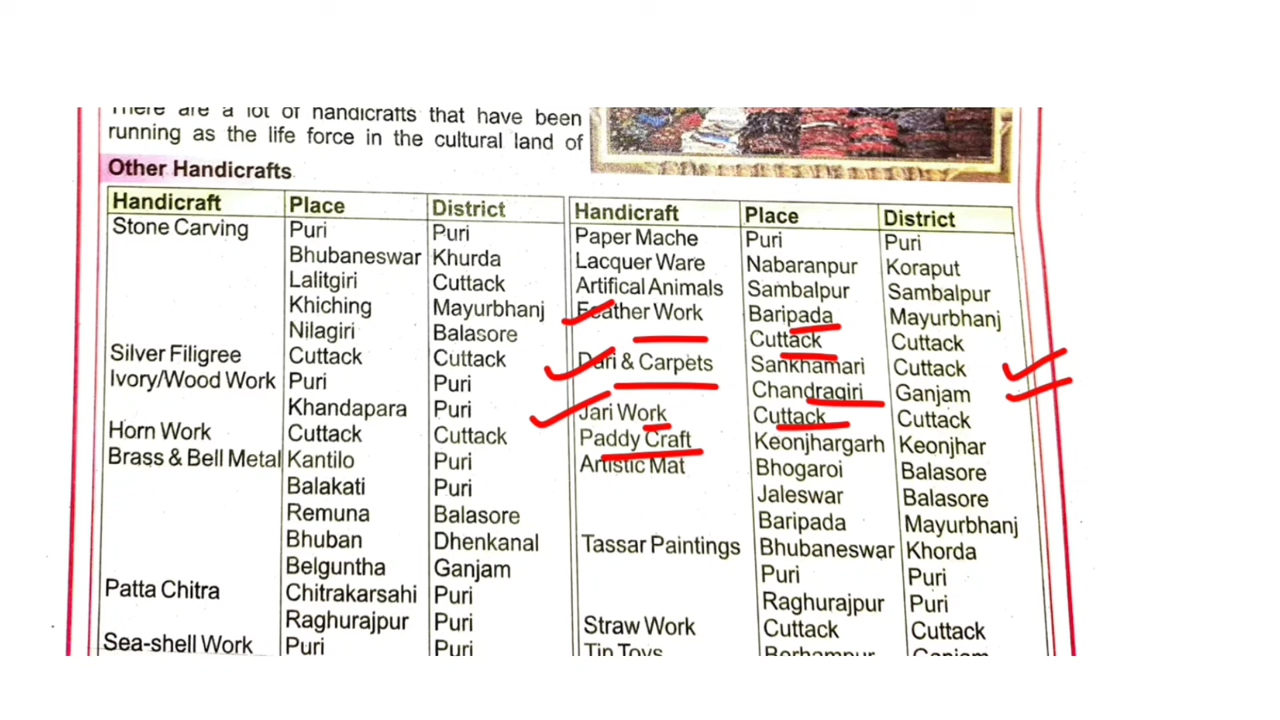 There are a lot of handicrafts that have been
running as the life force in the cultural land of
Other Handicrafts
Handicraft Place District
Stone Carving Puri Puri
Bhubaneswar Khurda
Lalitgiri Cuttack
Khiching Mayurbhanj
Nilagiri Balasore
Silver Filigree Cuttack Cuttack
Ivory/Wood Work Puri Puri
Khandapara Puri
Horn Work Cuttack Cuttack
Brass & Bell Metal Kantilo Puri
Balakati Puri
Remuna Balasore
Bhuban Dhenkanal
Belguntha Ganjam
Patta Chitra Chitrakarsahi Puri
Raghurajpur Puri
Sea-shell Work Puri Puri
Handicraft Place District
Paper Mache Puri Puri
Lacquer Ware Nabaranpur Koraput
Artifical Animals Sambalpur Sambalpur
Feather Work Baripada Mayurbhanj
Cuttack Cuttack
Dari & Carpets Sankhamari Cuttack
Chandragiri Ganjam
Jari Work Cuttack Cuttack
Paddy Craft Keonjhargarh Keonjhar
Artistic Mat Bhogaroi Balasore
Jaleswar Balasore
Baripada Mayurbhanj
Tassar Paintings Bhubaneswar Khorda
Puri Puri
Raghurajpur Puri
Straw Work Cuttack Cuttack
Tin Toys Berhampur Ganjam